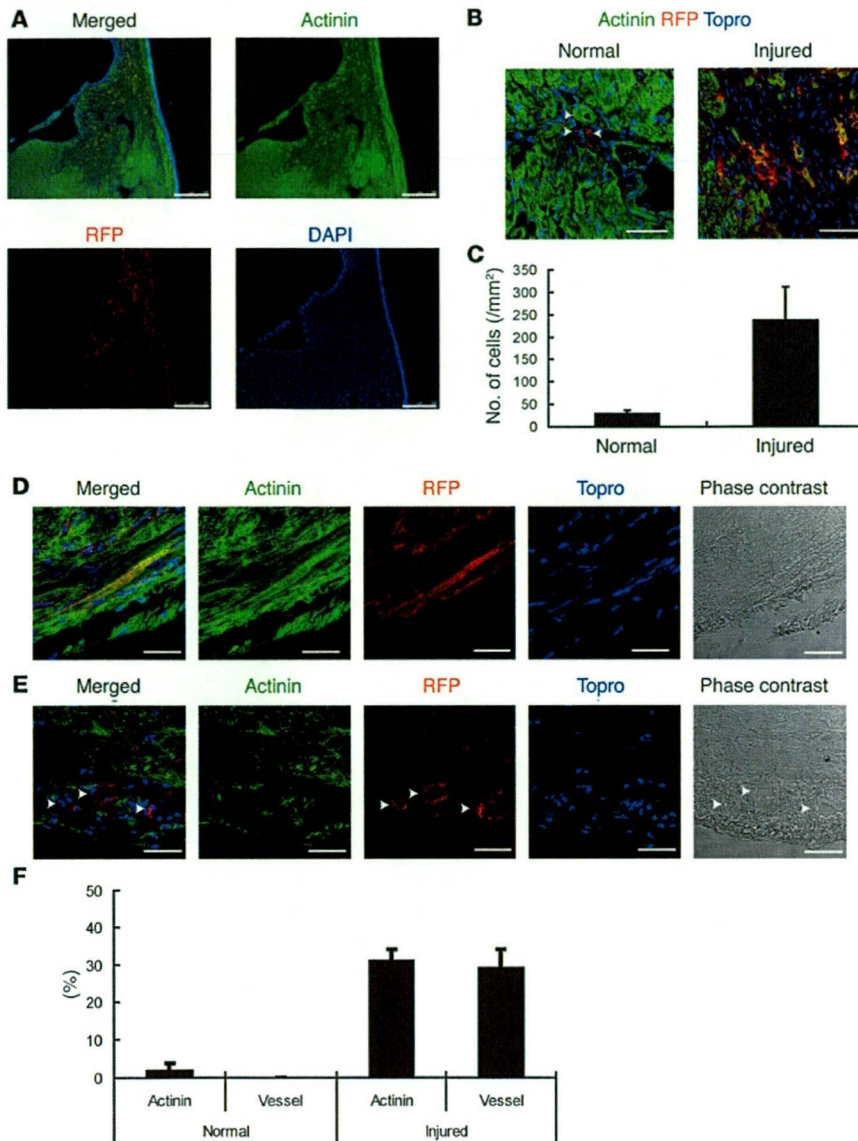 A
Merged
Actinin
RFP
DAPI
B
Actinin RFP Topro
Normal
Injured
C
No. of cells (/mm²)
350
300
250
200
150
100
50
0
Normal
Injured
D
Merged
Actinin
RFP
Topro
Phase contrast
E
Merged
Actinin
RFP
Topro
Phase contrast
F
(%)
50
40
30
20
10
0
Actinin
Vessel
Actinin
Vessel
Normal
Injured